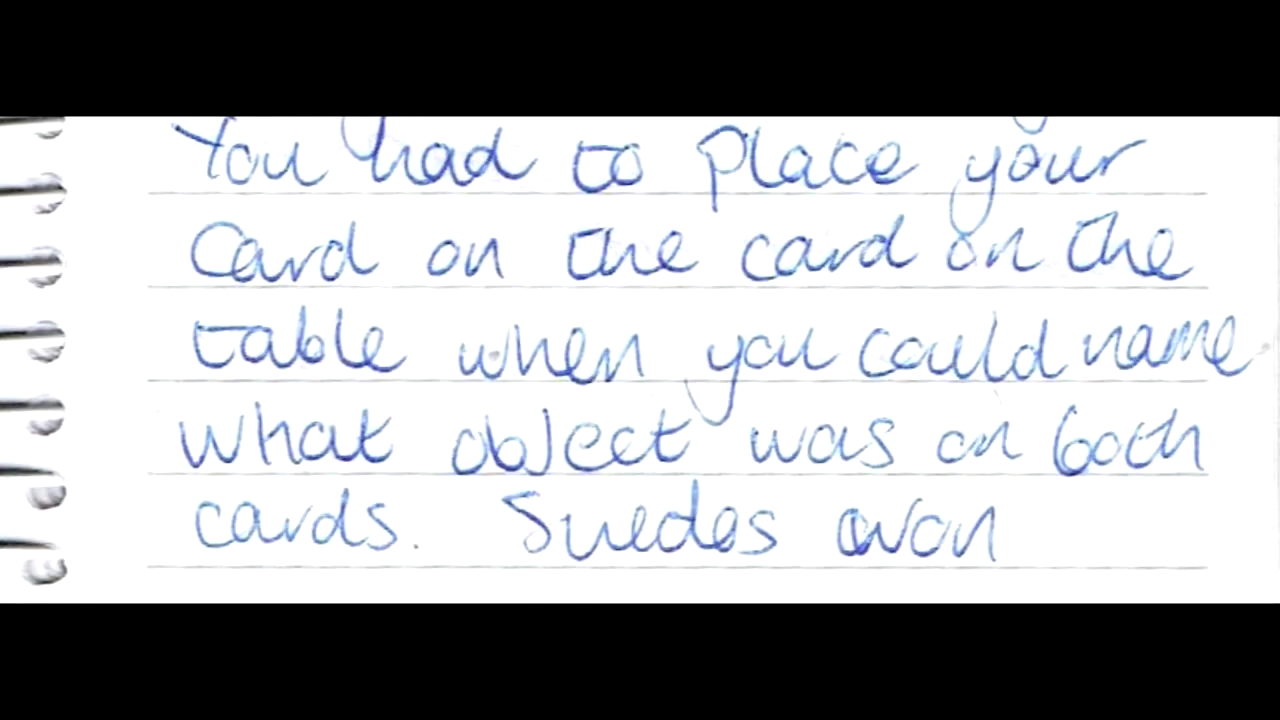 You had to place your
Card on the card on the
table when you could name
what object was on both
cards. Swedes won